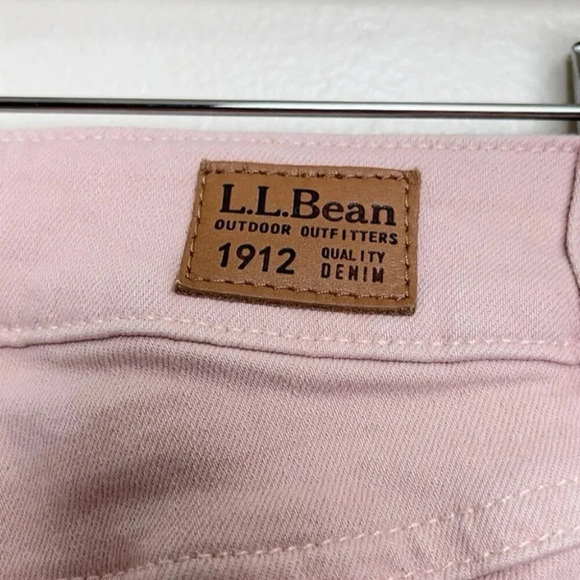 L.L.Bean
OUTDOOR OUTFITTERS
1912 QUALITY
DENIM